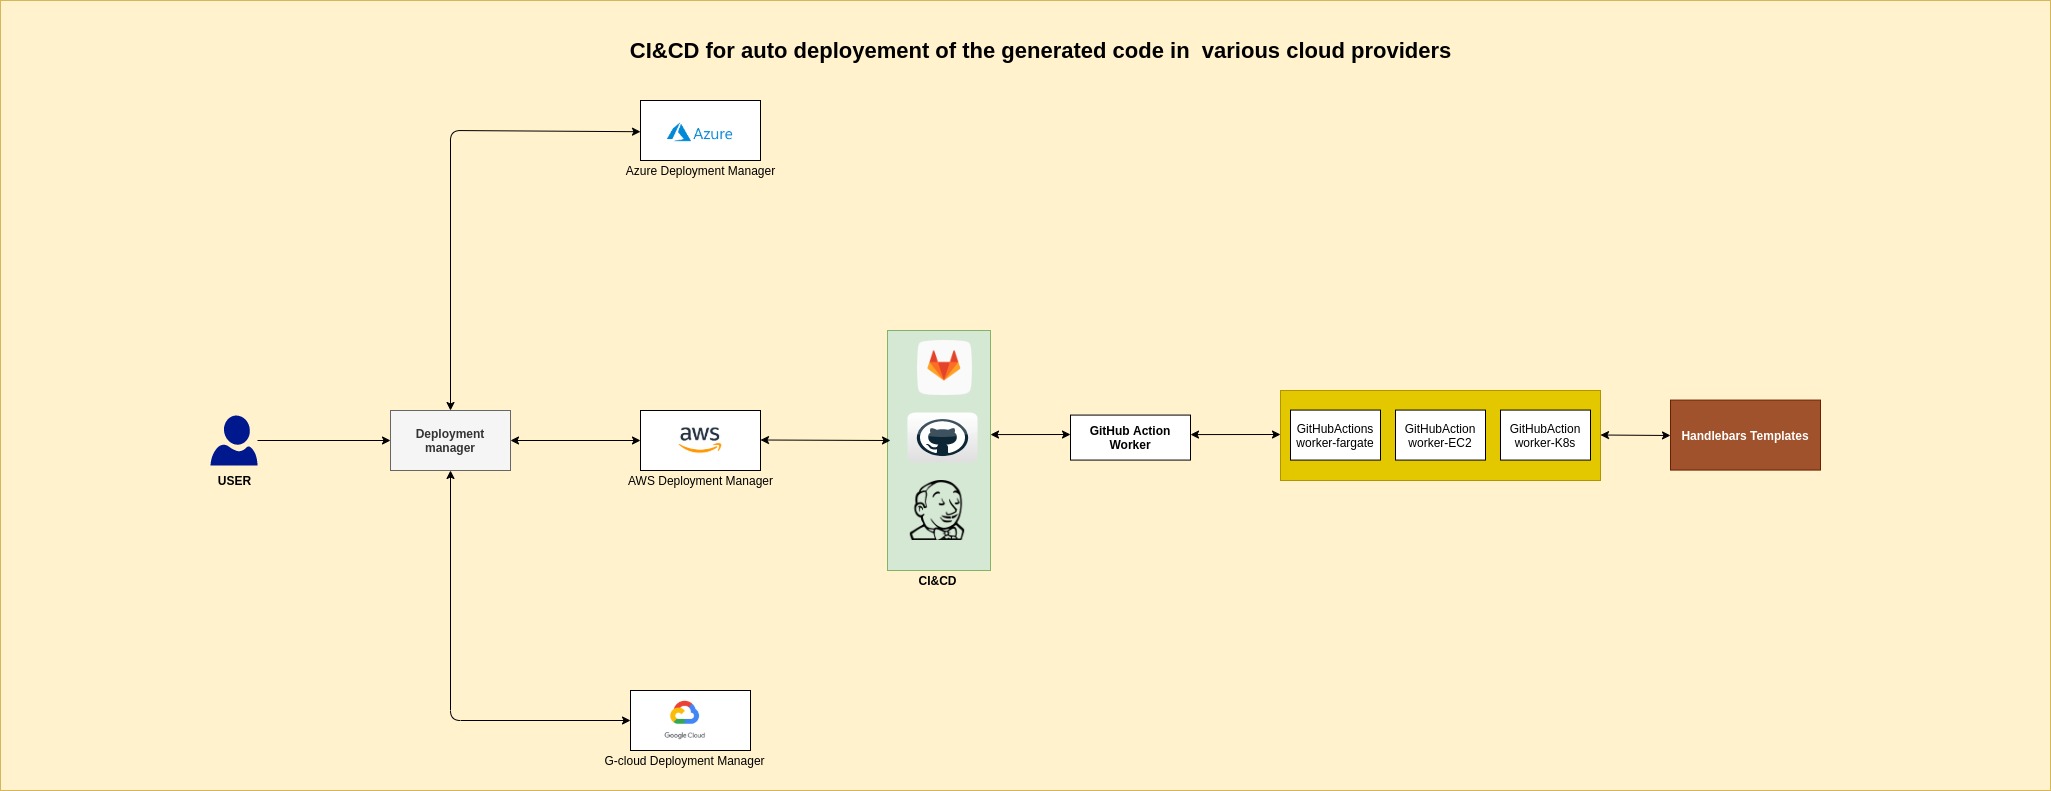 CI&CD for auto deployement of the generated code in  various cloud providers
Azure
Azure Deployment Manager
USER
Deployment
manager
aws
AWS Deployment Manager
CI&CD
GitHub Action
Worker
GitHubActions
worker-fargate
GitHubAction
worker-EC2
GitHubAction
worker-K8s
Handlebars Templates
Google Cloud
G-cloud Deployment Manager